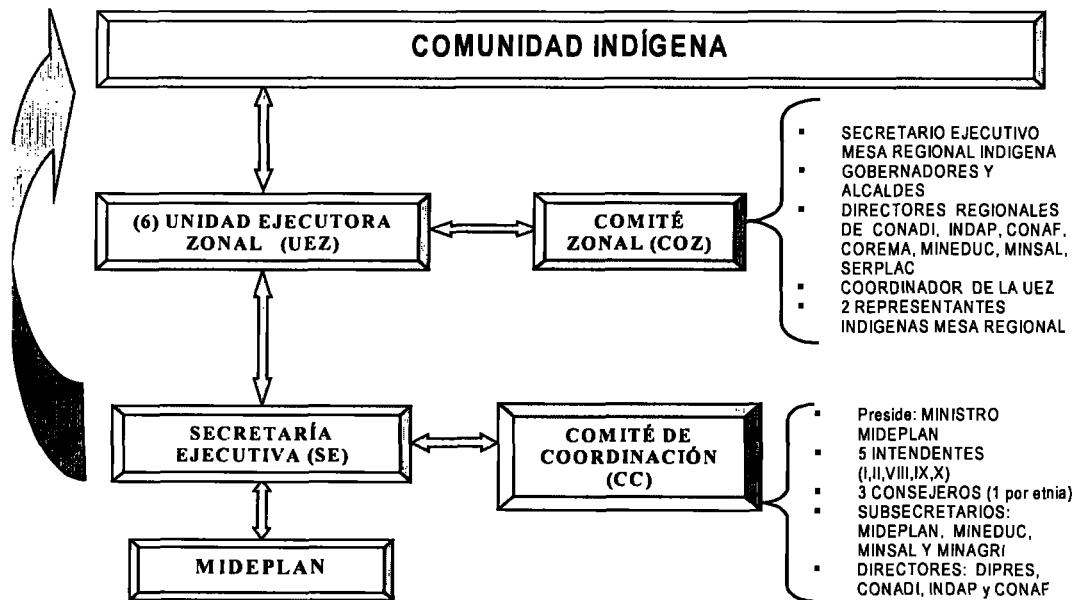 COMUNIDAD INDÍGENA
(6) UNIDAD EJECUTORA
ZONAL (UEZ)
COMITÉ
ZONAL (COZ)
▪ SECRETARIO EJECUTIVO
MESA REGIONAL INDIGENA
▪ GOBERNADORES Y
ALCALDES
▪ DIRECTORES REGIONALES
DE CONADI, INDAP, CONAF,
COREMA, MINEDUC, MINSAL,
SERPLAC
▪ COORDINADOR DE LA UEZ
▪ 2 REPRESENTANTES
INDIGENAS MESA REGIONAL
SECRETARÍA
EJECUTIVA (SE)
COMITÉ DE
COORDINACIÓN
(CC)
▪ Preside: MINISTRO
MIDEPLAN
▪ 5 INTENDENTES
(I,II,VIII,IX,X)
▪ 3 CONSEJEROS (1 por etnia)
▪ SUBSECRETARIOS:
MIDEPLAN, MINEDUC,
MINSAL Y MINAGRI
▪ DIRECTORES: DIPRES,
CONADI, INDAP y CONAF
MIDEPLAN